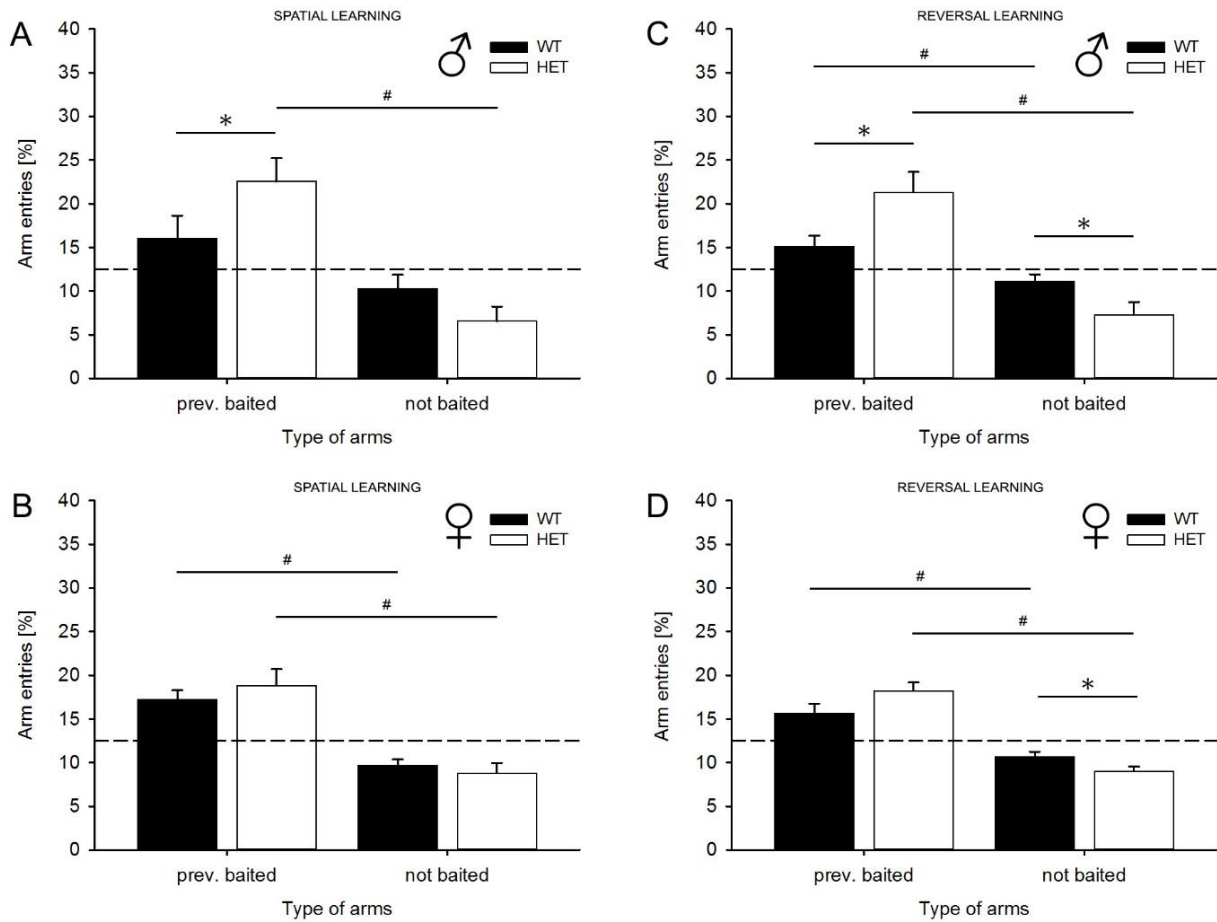 A
SPATIAL LEARNING
WT
HET
Arm entries [%]
40
35
30
25
20
15
10
5
0
*
#
prev. baited not baited
Type of arms
C
REVERSAL LEARNING
WT
HET
Arm entries [%]
40
35
30
25
20
15
10
5
0
#
#
*
*
prev. baited not baited
Type of arms
B
SPATIAL LEARNING
WT
HET
Arm entries [%]
40
35
30
25
20
15
10
5
0
#
#
prev. baited not baited
Type of arms
D
REVERSAL LEARNING
WT
HET
Arm entries [%]
40
35
30
25
20
15
10
5
0
#
#
*
prev. baited not baited
Type of arms